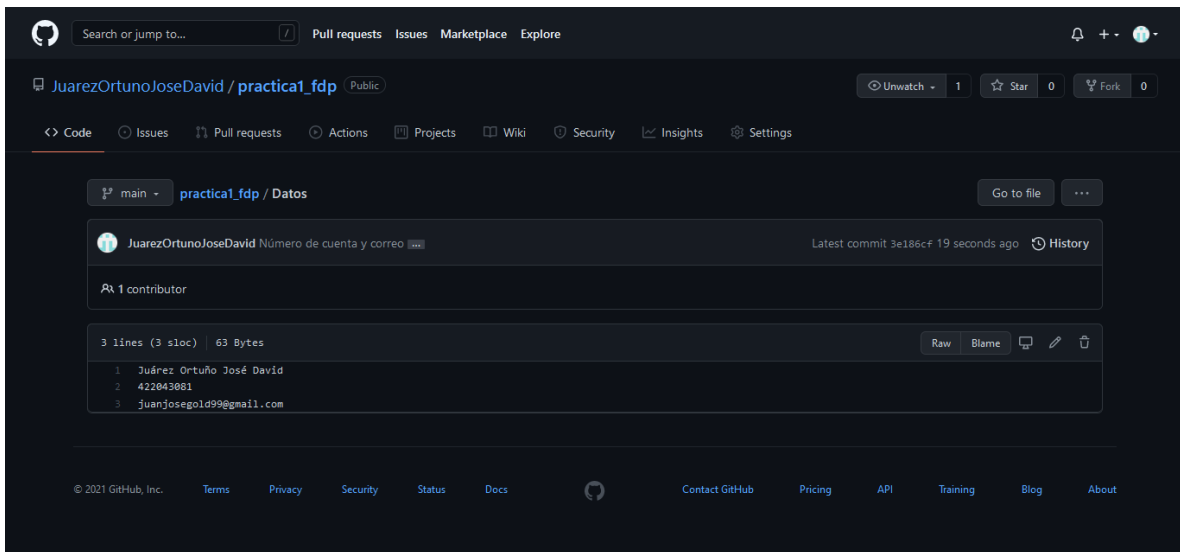 Search or jump to... / Pull requests Issues Marketplace Explore
JuarezOrtunoJoseDavid / practica1_fdp Public Unwatch 1 Star 0 Fork 0
<> Code Issues Pull requests Actions Projects Wiki Security Insights Settings
main practica1_fdp / Datos Go to file ...
JuarezOrtunoJoseDavid Número de cuenta y correo ... Latest commit 3e186cf 19 seconds ago History
1 contributor
3 lines (3 sloc) 63 Bytes Raw Blame
1 Juárez Ortuño José David
2 422043081
3 juanjosegold99@gmail.com
© 2021 GitHub, Inc. Terms Privacy Security Status Docs Contact GitHub Pricing API Training Blog About